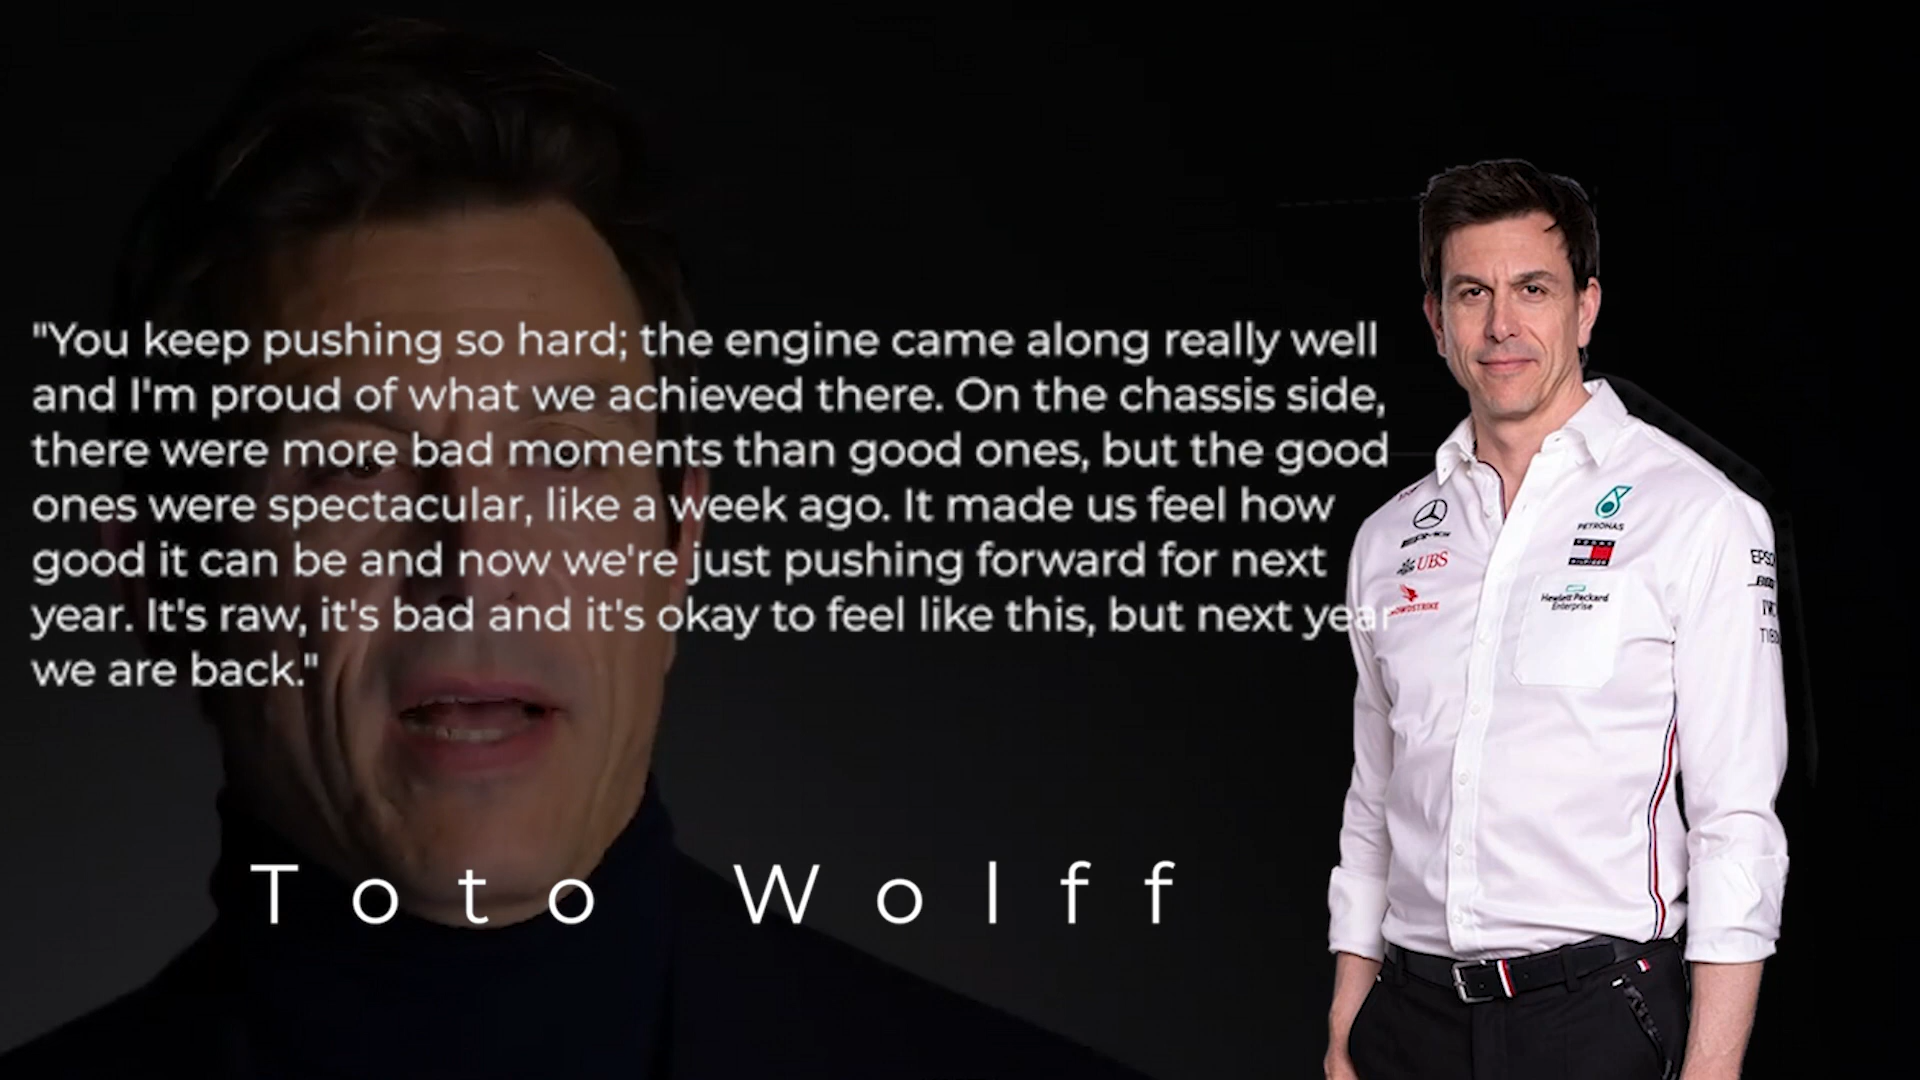 "You keep pushing so hard; the engine came along really well
and I'm proud of what we achieved there. On the chassis side,
there were more bad moments than good ones, but the good
ones were spectacular, like a week ago. It made us feel how
good it can be and now we're just pushing forward for next
year. It's raw, it's bad and it's okay to feel like this, but next year
we are back."
Toto Wolff
AMG
UBS
PETRONAS
TOMMY
HILFIGER
Hewlett Packard
Enterprise